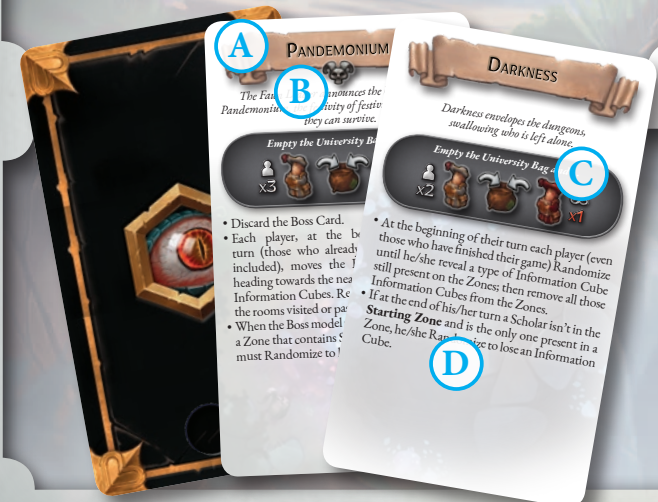 A
PANDEMONIUM
B
The Fa nnounces the
Pandemoniu ivity of festiv
they can survive.
Empty the University Bag a
x3
• Discard the Boss Card.
• Each player, at the b
turn (those who already
included), moves the
heading towards the nea
Information Cubes. Re
the rooms visited or pas
• When the Boss model
a Zone that contains S
must Randomize to l
DARKNESS
Darkness envelopes the dungeons,
swallowing who is left alone.
C
Empty the University Bag a
x2
x1
• At the beginning of their turn each player (even
those who have finished their game) Randomize
until he/she reveal a type of Information Cube
still present on the Zones; then remove all those
Information Cubes from the Zones.
• If at the end of his/her turn a Scholar isn't in the
Starting Zone and is the only one present in a
Zone, he/she Randomize to lose an Information
Cube.
D